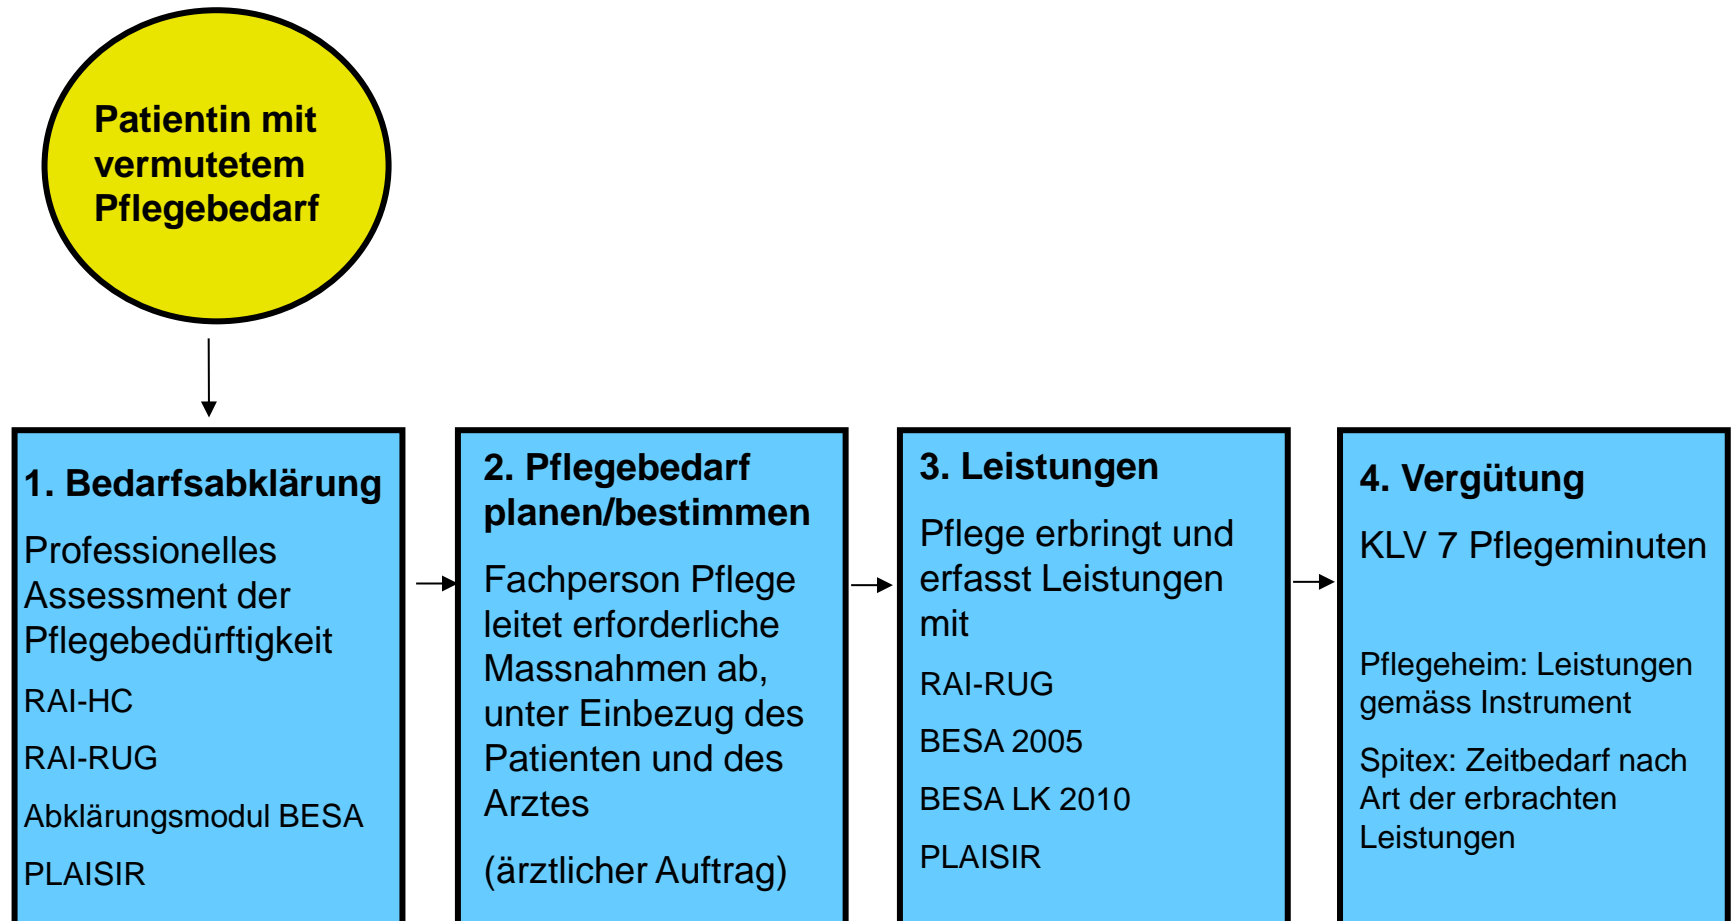 Patientin mit
vermutetem
Pflegebedarf
1. Bedarfsabklärung
Professionelles
Assessment der
Pflegebedürftigkeit
RAI-HC
RAI-RUG
Abklärungsmodul BESA
PLAISIR
2. Pflegebedarf
planen/bestimmen
Fachperson Pflege
leitet erforderliche
Massnahmen ab,
unter Einbezug des
Patienten und des
Arztes
(ärztlicher Auftrag)
3. Leistungen
Pflege erbringt und
erfasst Leistungen
mit
RAI-RUG
BESA 2005
BESA LK 2010
PLAISIR
4. Vergütung
KLV 7 Pflegeminuten
Pflegeheim: Leistungen
gemäss Instrument
Spitex: Zeitbedarf nach
Art der erbrachten
Leistungen